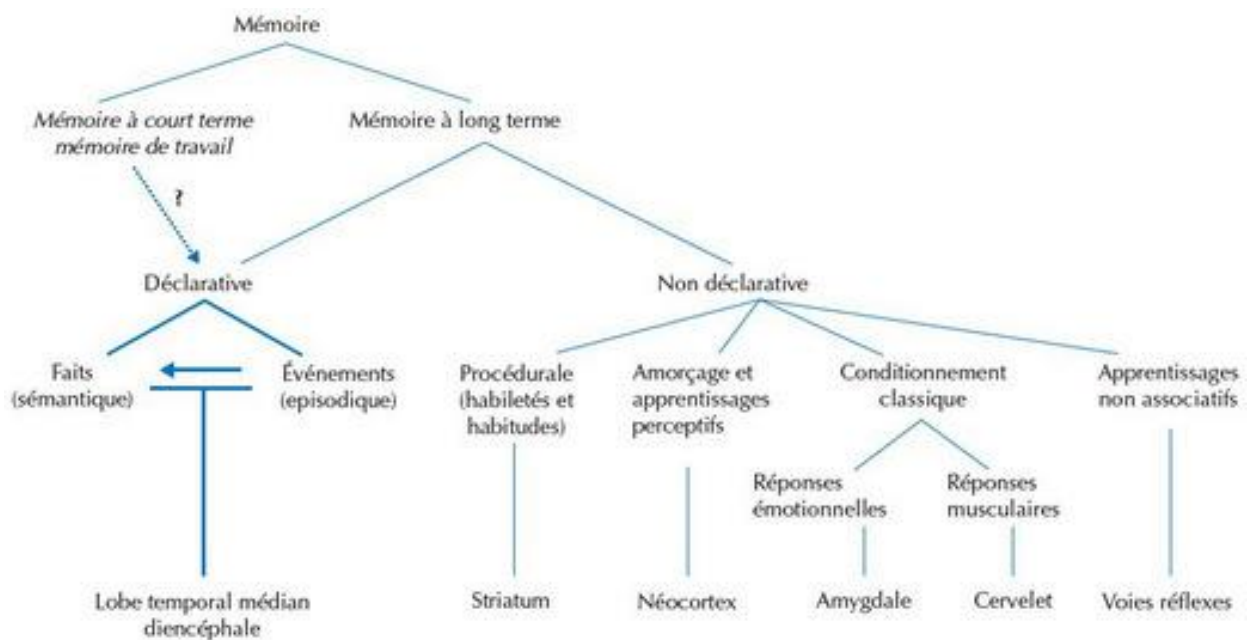 Mémoire
Mémoire à court terme
mémoire de travail
Mémoire à long terme
?
Déclarative
Non déclarative
Faits
(sémantique)
Événements
(episodique)
Procédurale
(habiletés et
habitudes)
Amorçage et
apprentissages
perceptifs
Conditionnement
classique
Apprentissages
non associatifs
Réponses
émotionnelles
Réponses
musculaires
Lobe temporal médian
diencéphale
Striatum
Néocortex
Amygdale
Cervelet
Voies réflexes